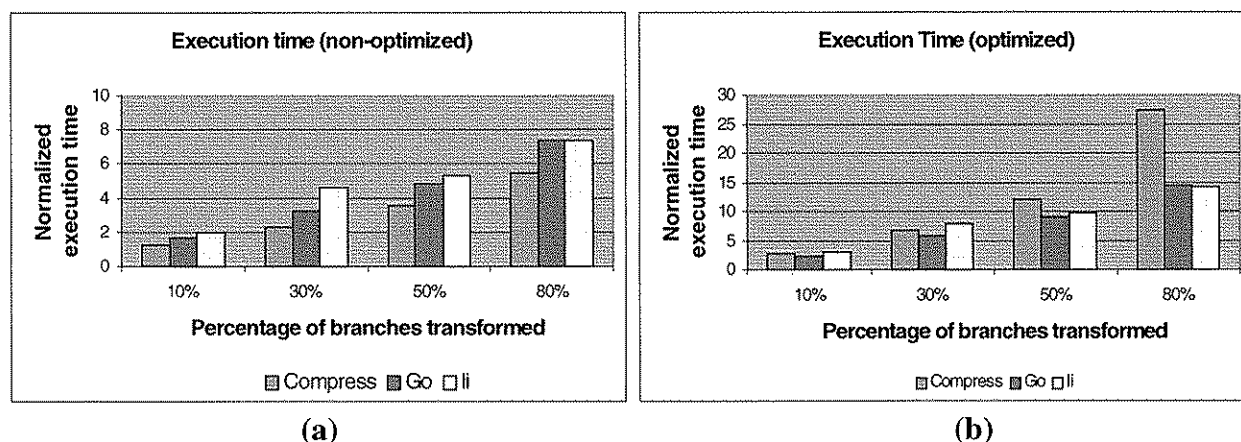 Execution time (non-optimized)
Normalized
execution time
10
8
6
4
2
0
10%
30%
50%
80%
Percentage of branches transformed
Compress Go li
(a)
Execution Time (optimized)
Normalized
execution time
30
25
20
15
10
5
0
10%
30%
50%
80%
Percentage of branches transformed
Compress Go li
(b)